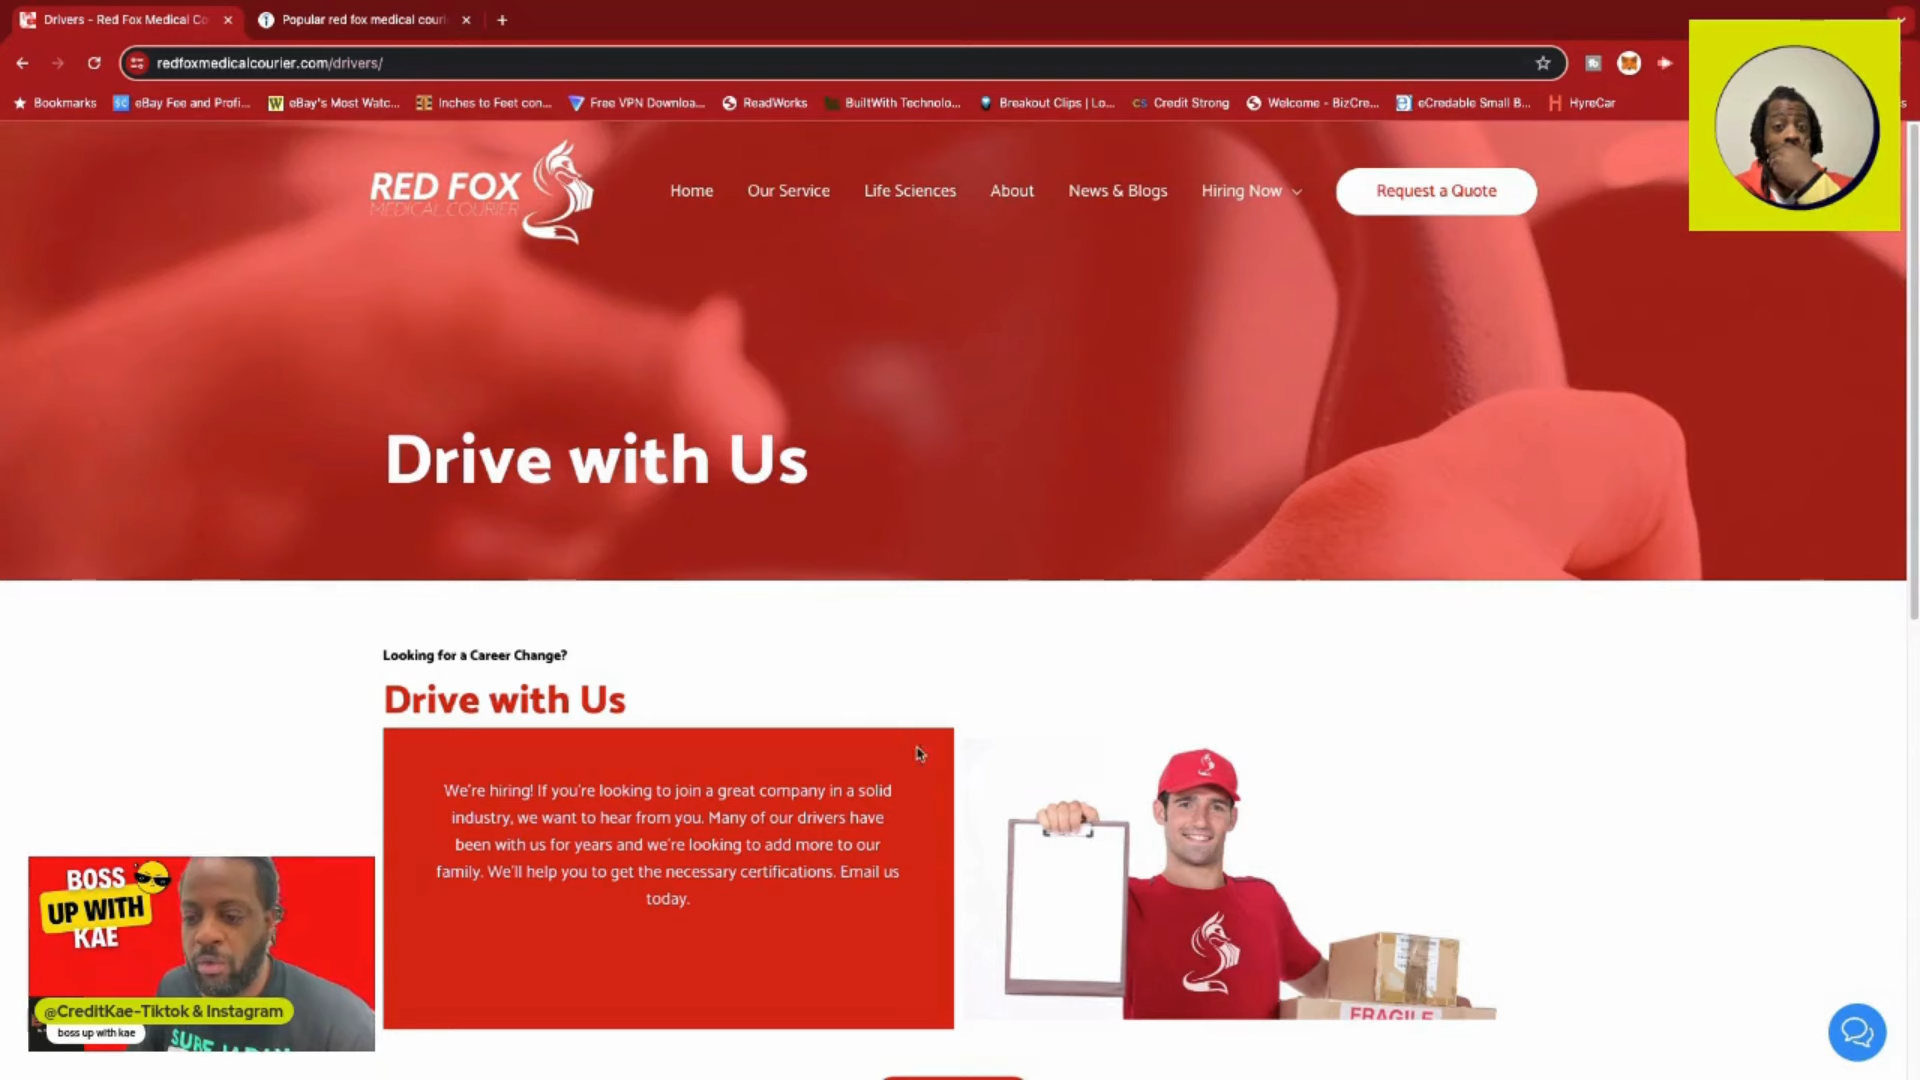 Drivers - Red Fox Medical Co
Popular red fox medical couri
redfoxmedicalcourier.com/drivers/
Bookmarks
eBay Fee and Profi...
eBay's Most Watc...
Inches to Feet con...
Free VPN Downloa...
ReadWorks
BuiltWith Technolo...
Breakout Clips | Lo...
CS Credit Strong
Welcome - BizCre...
eCredable Small B...
HyreCar
RED FOX
MEDICAL COURIER
Home
Our Service
Life Sciences
About
News & Blogs
Hiring Now
Request a Quote
Drive with Us
Looking for a Career Change?
Drive with Us
We're hiring! If you're looking to join a great company in a solid
industry, we want to hear from you. Many of our drivers have
been with us for years and we're looking to add more to our
family. We'll help you to get the necessary certifications. Email us
today.
FRAGILE
BOSS
UP WITH
KAE
@CreditKae-Tiktok & Instagram
boss up with kae